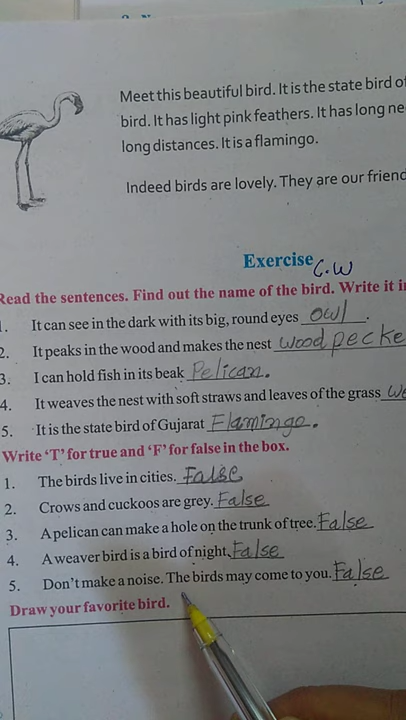 Meet this beautiful bird. It is the state bird of
bird. It has light pink feathers. It has long ne
long distances. It is a flamingo.
Indeed birds are lovely. They are our friend
Exercise C.W
Read the sentences. Find out the name of the bird. Write it in
1. It can see in the dark with its big, round eyes owl.
2. It peaks in the wood and makes the nest woodpecke
3. I can hold fish in its beak Pelican.
4. It weaves the nest with soft straws and leaves of the grass We
5. It is the state bird of Gujarat Flamingo.
Write 'T' for true and 'F' for false in the box.
1. The birds live in cities. False
2. Crows and cuckoos are grey. False
3. A pelican can make a hole on the trunk of tree. False
4. A weaver bird is a bird of night. False
5. Don't make a noise. The birds may come to you. False
Draw your favorite bird.